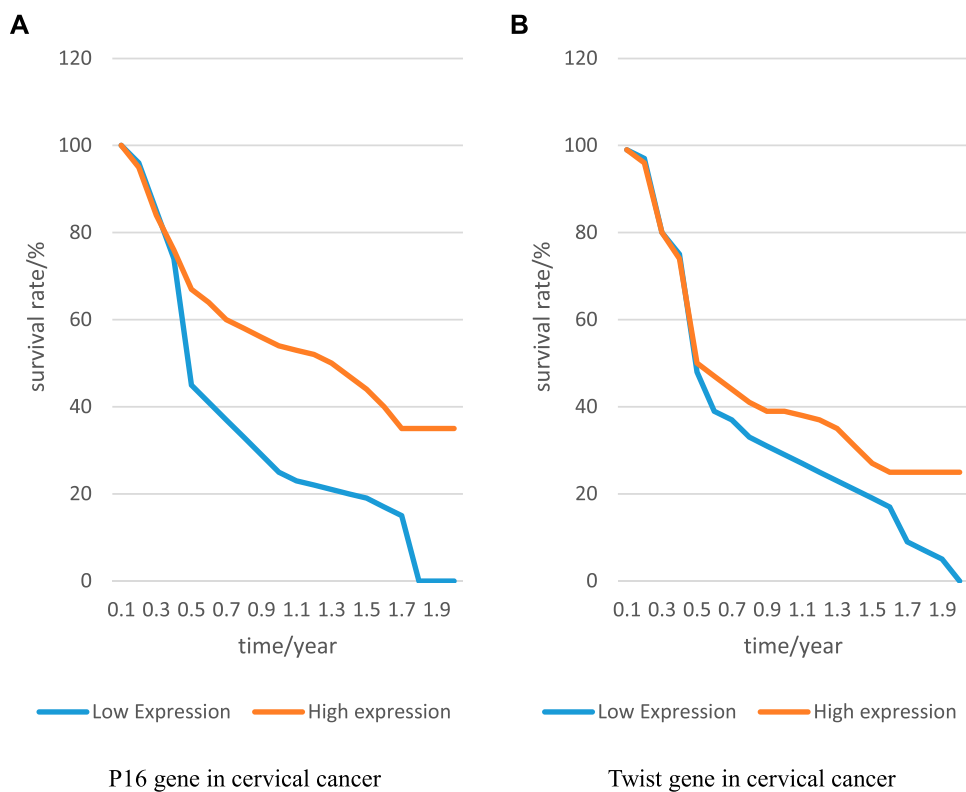 A
120
100
80
60
40
20
0
survival rate/%
0.1 0.3 0.5 0.7 0.9 1.1 1.3 1.5 1.7 1.9
time/year
Low Expression High expression
P16 gene in cervical cancer
B
120
100
80
60
40
20
0
survival rate/%
0.1 0.3 0.5 0.7 0.9 1.1 1.3 1.5 1.7 1.9
time/year
Low Expression High expression
Twist gene in cervical cancer